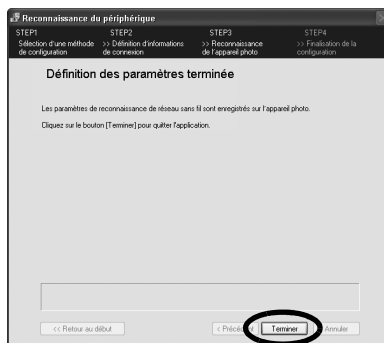 Reconnaissance du périphérique
STEP1 STEP2 STEP3 STEP4
Sélection d'une méthode >> Définition d'informations >> Reconnaissance >> Finalisation de la
de configuration de connexion de l'appareil photo configuration
Définition des paramètres terminée
Les paramètres de reconnaissance de réseau sans fil sont enregistrés sur l'appareil photo.
Cliquez sur le bouton [Terminer] pour quitter l'application.
<< Retour au début < Précédent Terminer Annuler